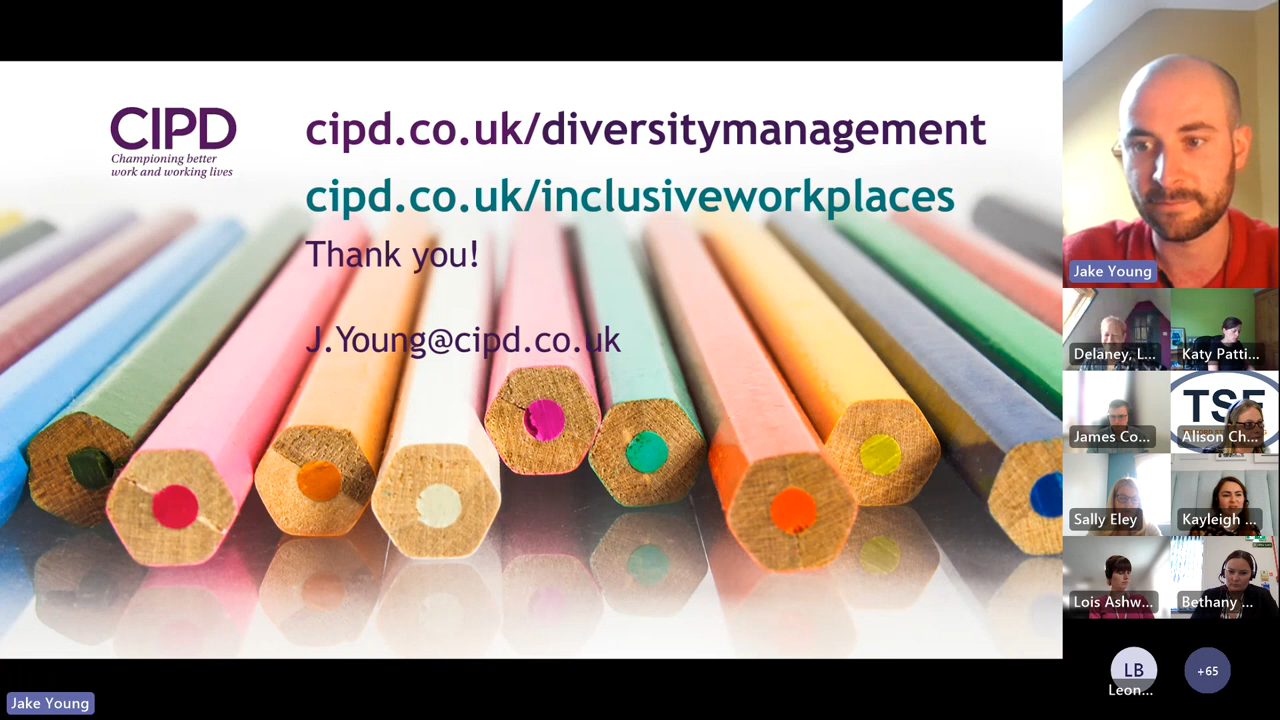 CIPD
Championing better
work and working lives
cipd.co.uk/diversitymanagement
cipd.co.uk/inclusiveworkplaces
Thank you!
J.Young@cipd.co.uk
Jake Young
Delaney, L...
Katy Patti...
James Co...
TSF
Alison Ch...
Sally Eley
Kayleigh ...
Lois Ashw...
Bethany ...
LB
Leon...
+65
Jake Young